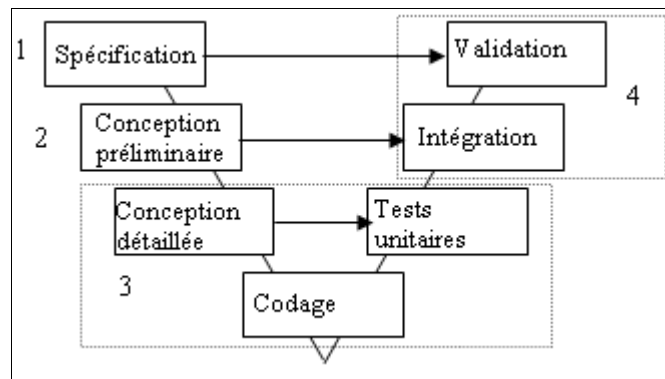 1
Spécification
Validation
4
2
Conception
préliminaire
Intégration
Conception
détaillée
Tests
unitaires
3
Codage